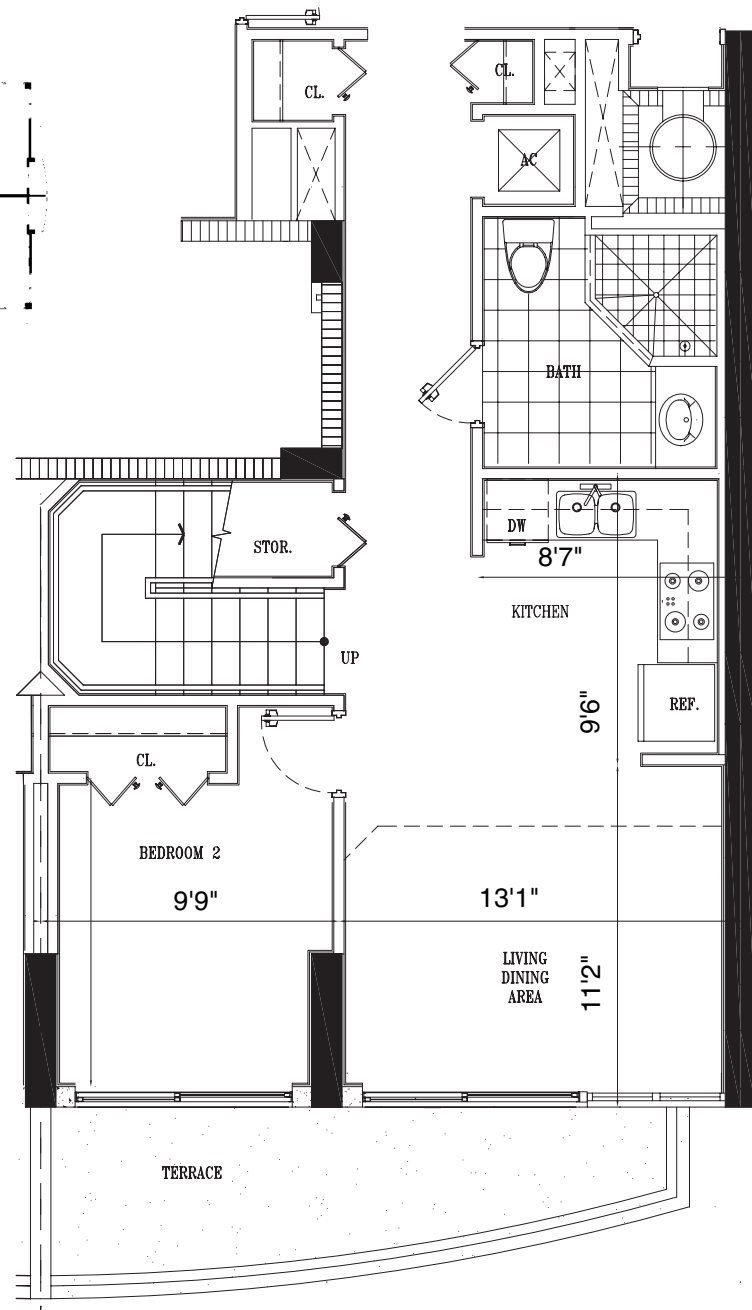 CL.
CL.
AC
BATH
DW
8'7"
STOR.
KITCHEN
UP
9'6"
REF.
CL.
BEDROOM 2
9'9"
13'1"
LIVING
DINING
AREA
11'2"
TERRACE